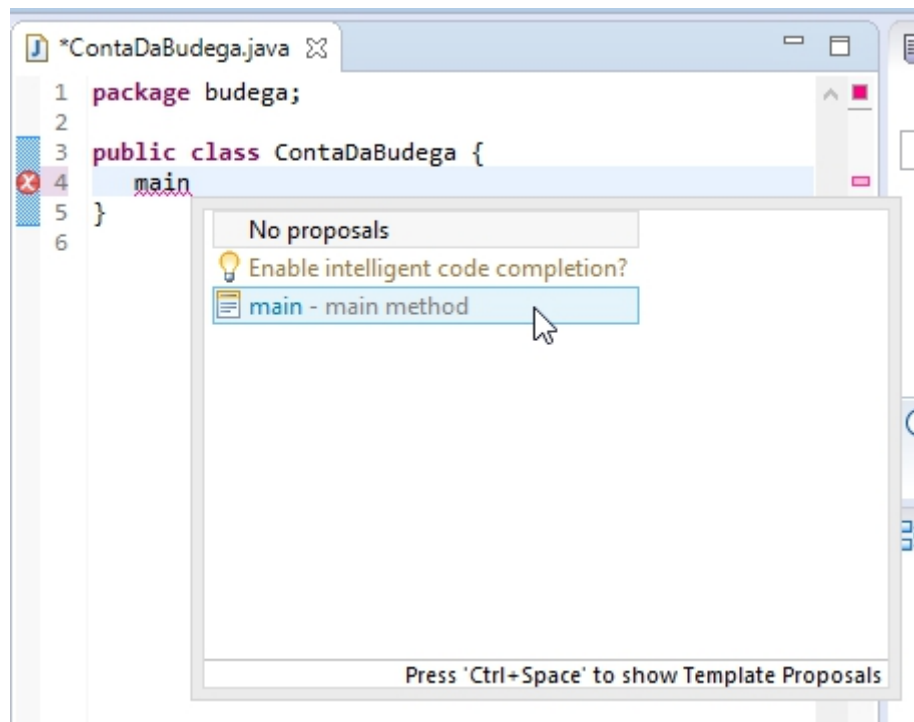 *ContaDaBudega.java
1 package budega;
2
3 public class ContaDaBudega {
4 main
5 }
6
No proposals
Enable intelligent code completion?
main - main method
Press 'Ctrl+Space' to show Template Proposals